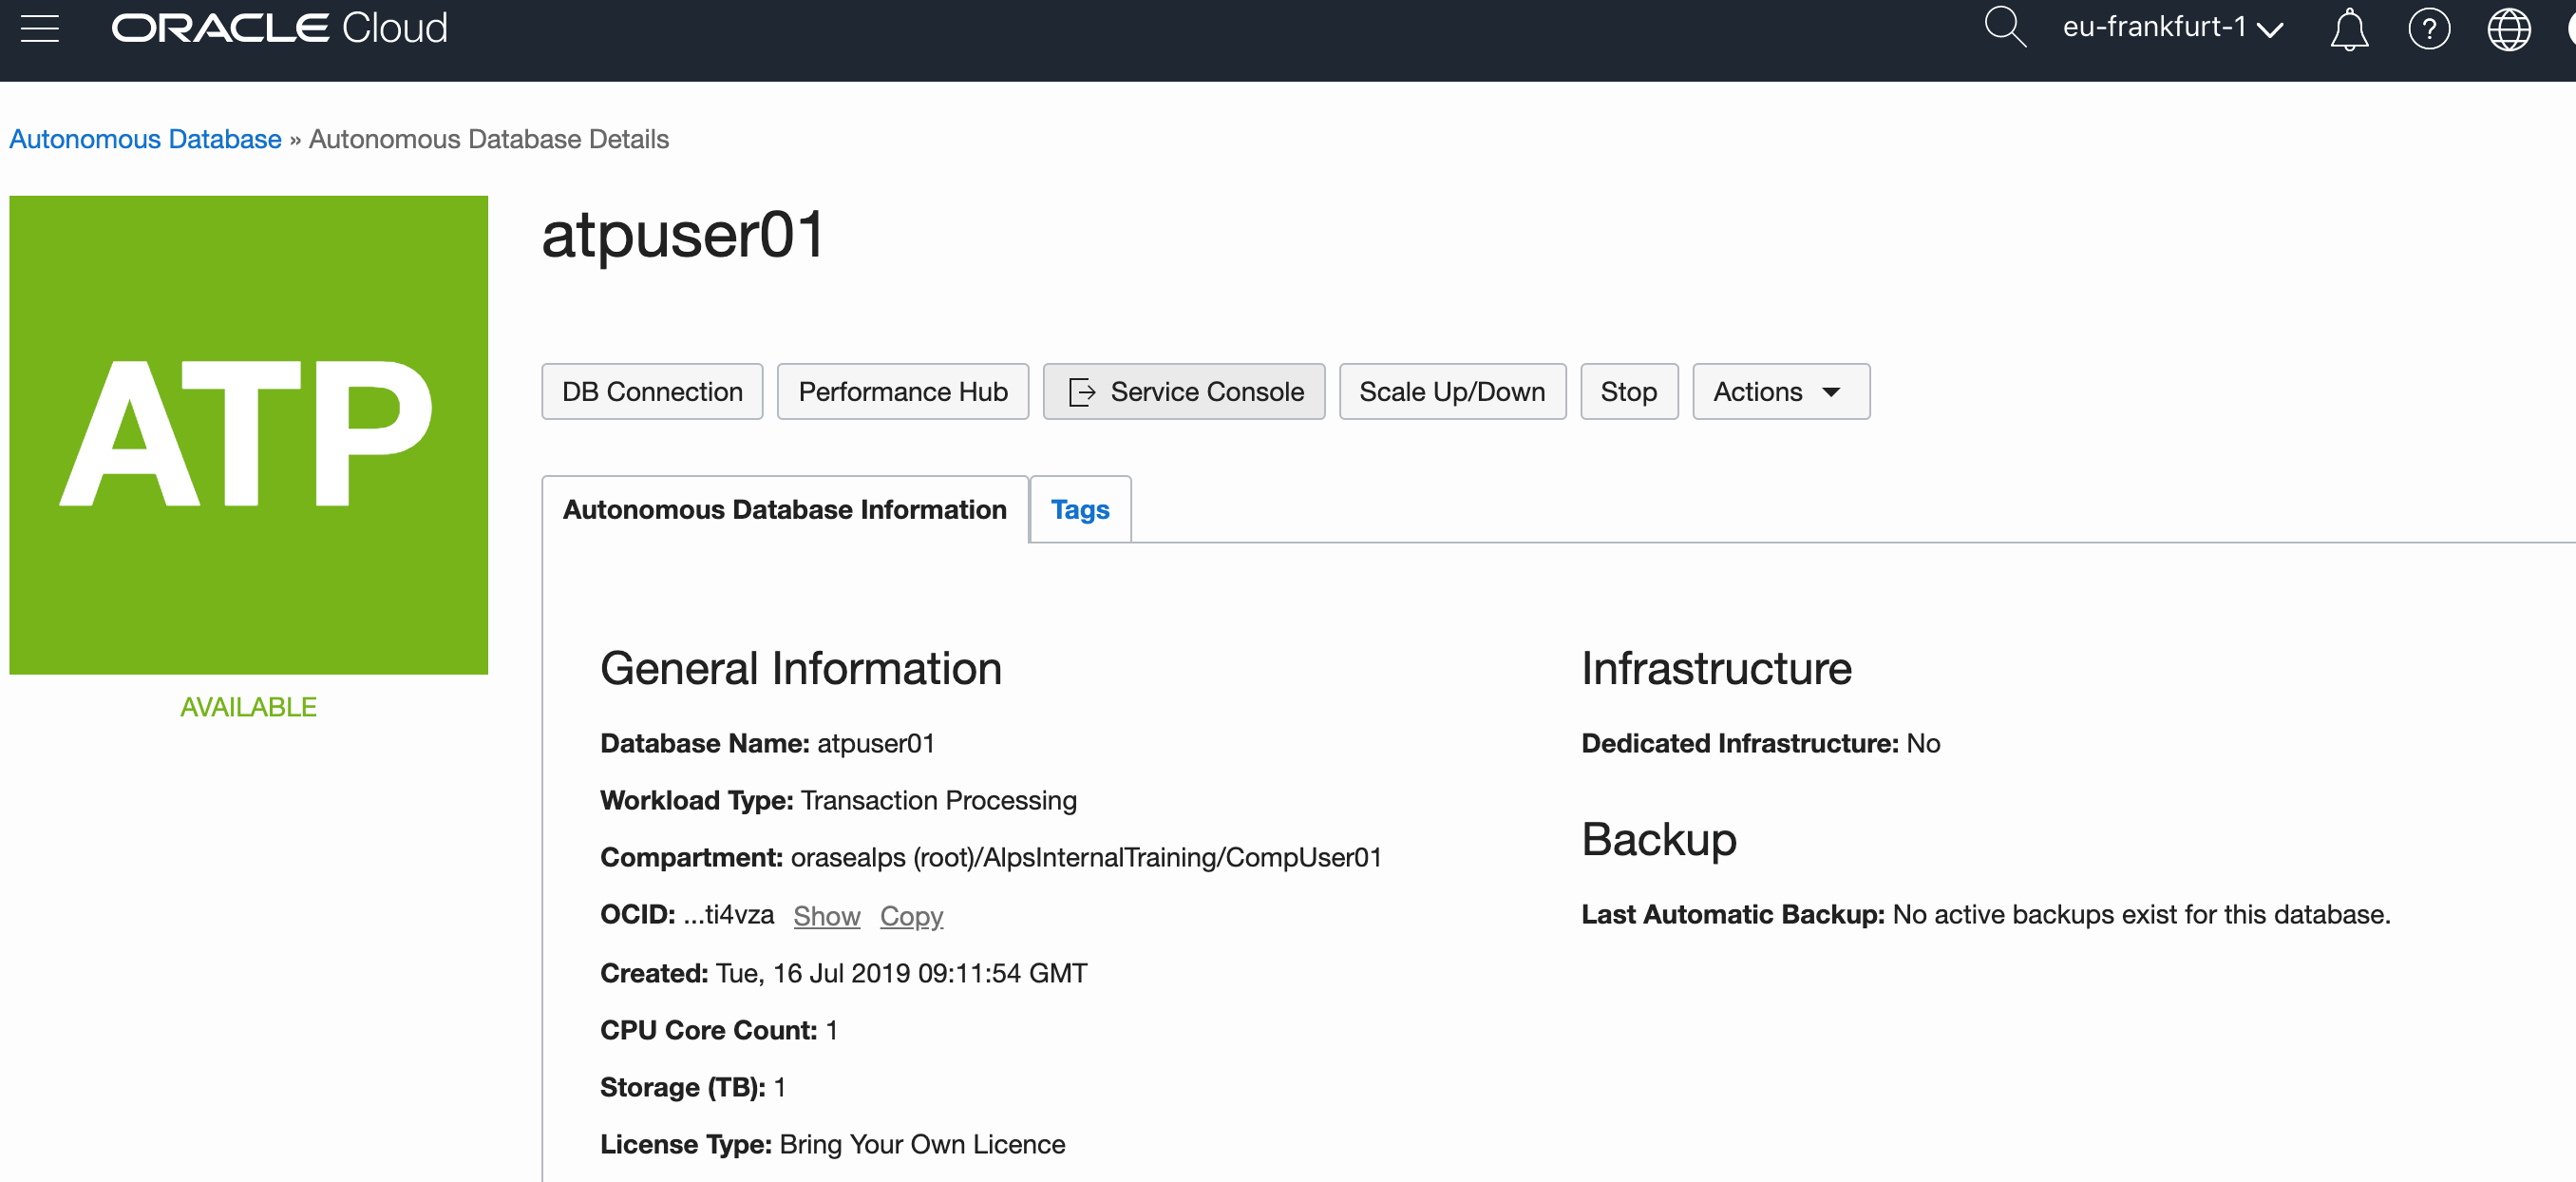 ORACLE Cloud
eu-frankfurt-1
Autonomous Database » Autonomous Database Details
ATP
AVAILABLE
atpuser01
DB Connection Performance Hub Service Console Scale Up/Down Stop Actions
Autonomous Database Information Tags
General Information
Database Name: atpuser01
Workload Type: Transaction Processing
Compartment: orasealps (root)/AlpsInternalTraining/CompUser01
OCID: ...ti4vza Show Copy
Created: Tue, 16 Jul 2019 09:11:54 GMT
CPU Core Count: 1
Storage (TB): 1
License Type: Bring Your Own Licence
Infrastructure
Dedicated Infrastructure: No
Backup
Last Automatic Backup: No active backups exist for this database.